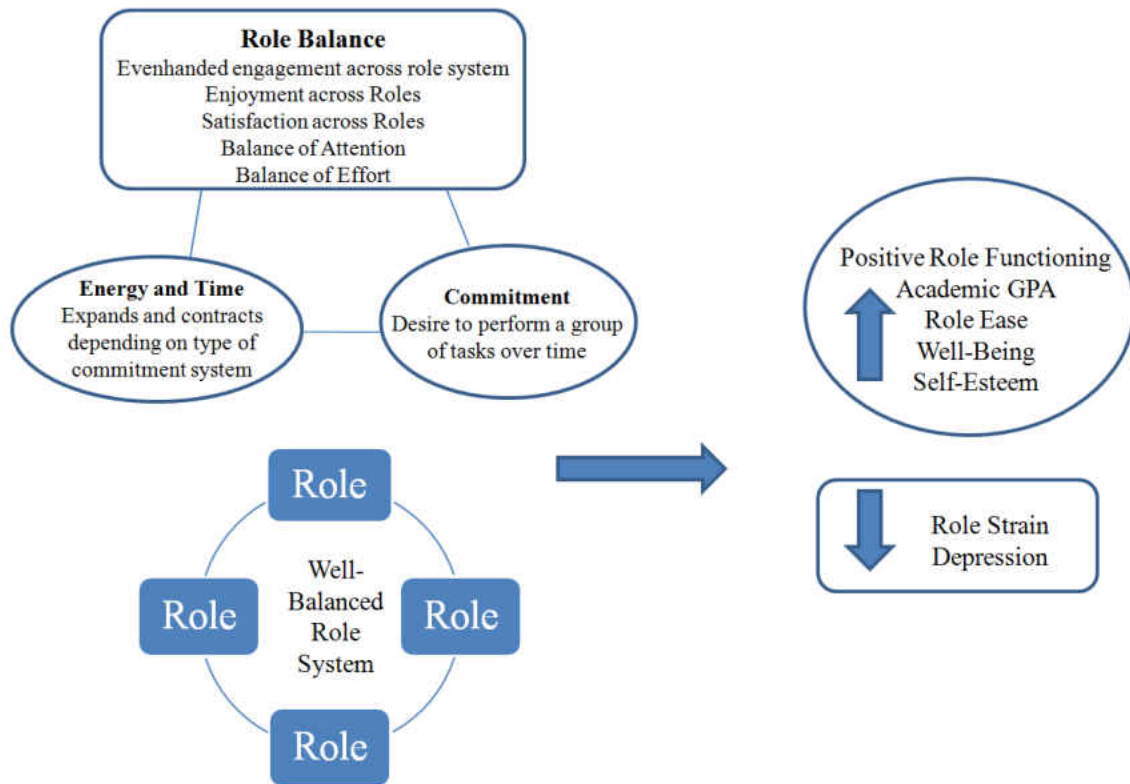 Role Balance
Evenhanded engagement across role system
Enjoyment across Roles
Satisfaction across Roles
Balance of Attention
Balance of Effort
Energy and Time
Expands and contracts
depending on type of
commitment system
Commitment
Desire to perform a group
of tasks over time
Positive Role Functioning
Academic GPA
Role Ease
Well-Being
Self-Esteem
Role Strain
Depression
Role
Role
Well-
Balanced
Role
System
Role
Role